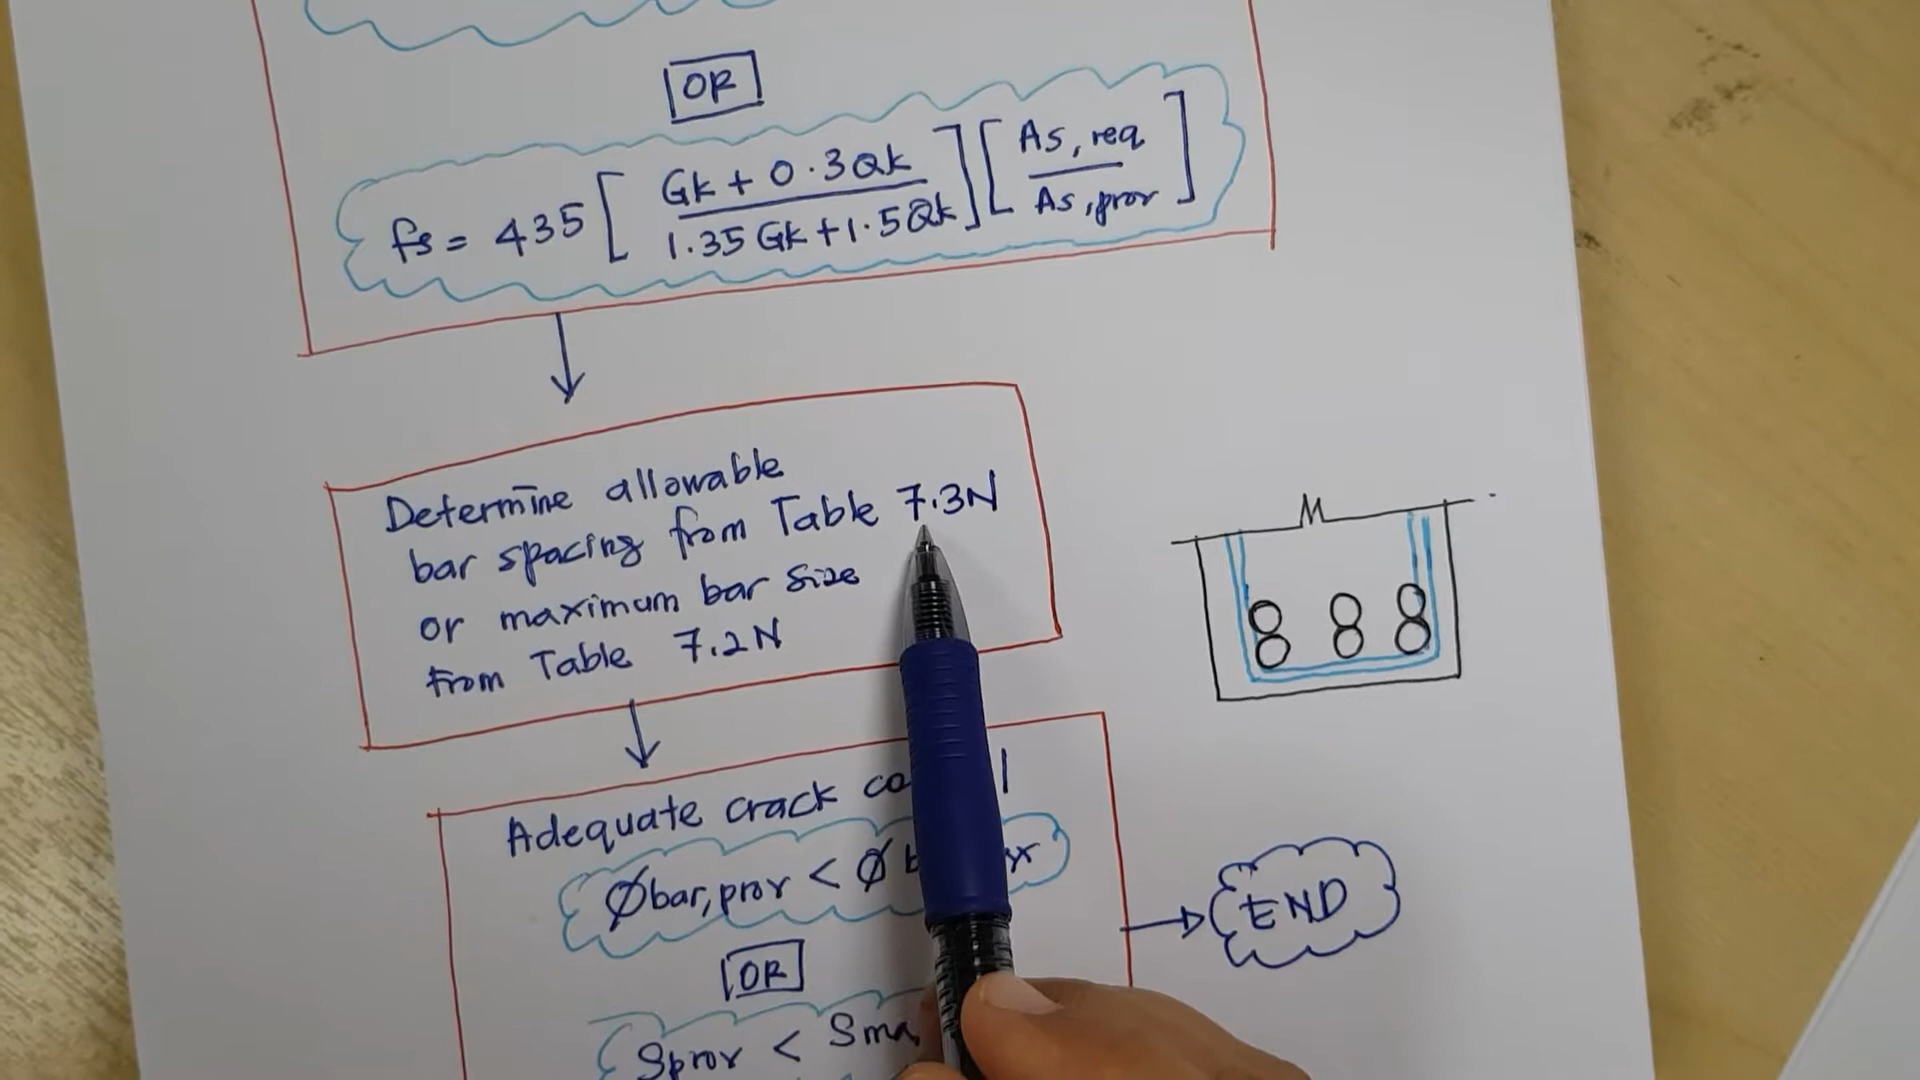 OR
fs = 435 [ Gk + 0.3Qk / 1.35 Gk + 1.5Qk ] [ As, req / As, prov ]
Determine allowable
bar spacing from Table 7.3N
or maximum bar size
from Table 7.2N
Adequate crack
Øbar, prov < Ø
OR
Sprov <
END